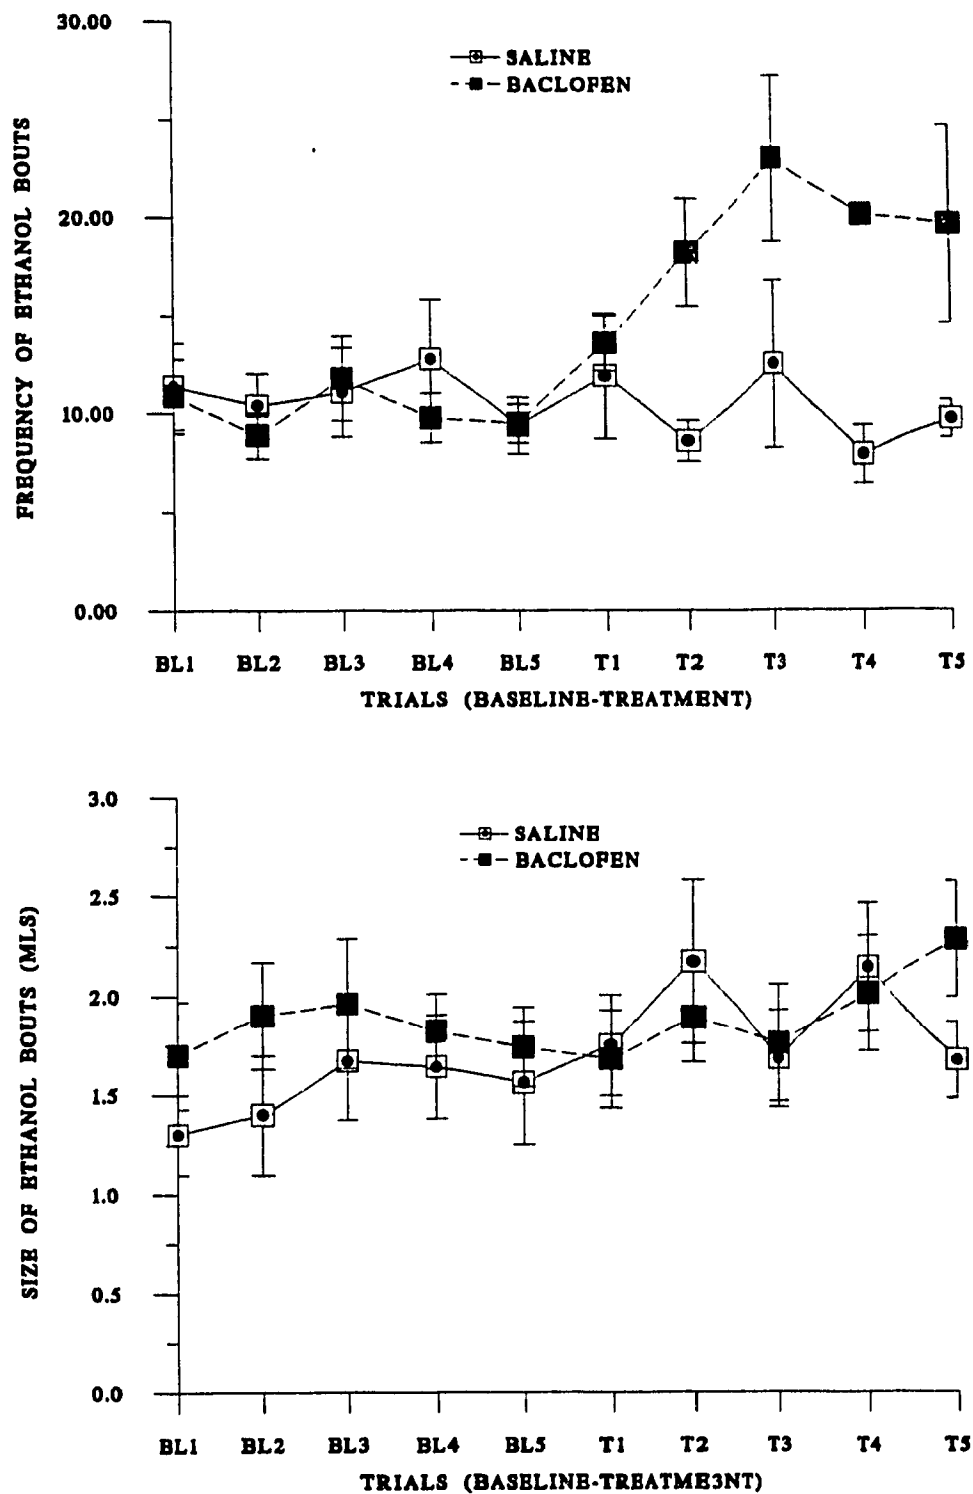 30.00
SALINE
BACLOFEN
20.00
10.00
0.00
FREQUENCY OF ETHANOL BOUTS
BL1 BL2 BL3 BL4 BL5 T1 T2 T3 T4 T5
TRIALS (BASELINE-TREATMENT)
3.0
SALINE
BACLOFEN
2.5
2.0
1.5
1.0
0.5
0.0
SIZE OF ETHANOL BOUTS (MLS)
BL1 BL2 BL3 BL4 BL5 T1 T2 T3 T4 T5
TRIALS (BASELINE-TREATME3NT)